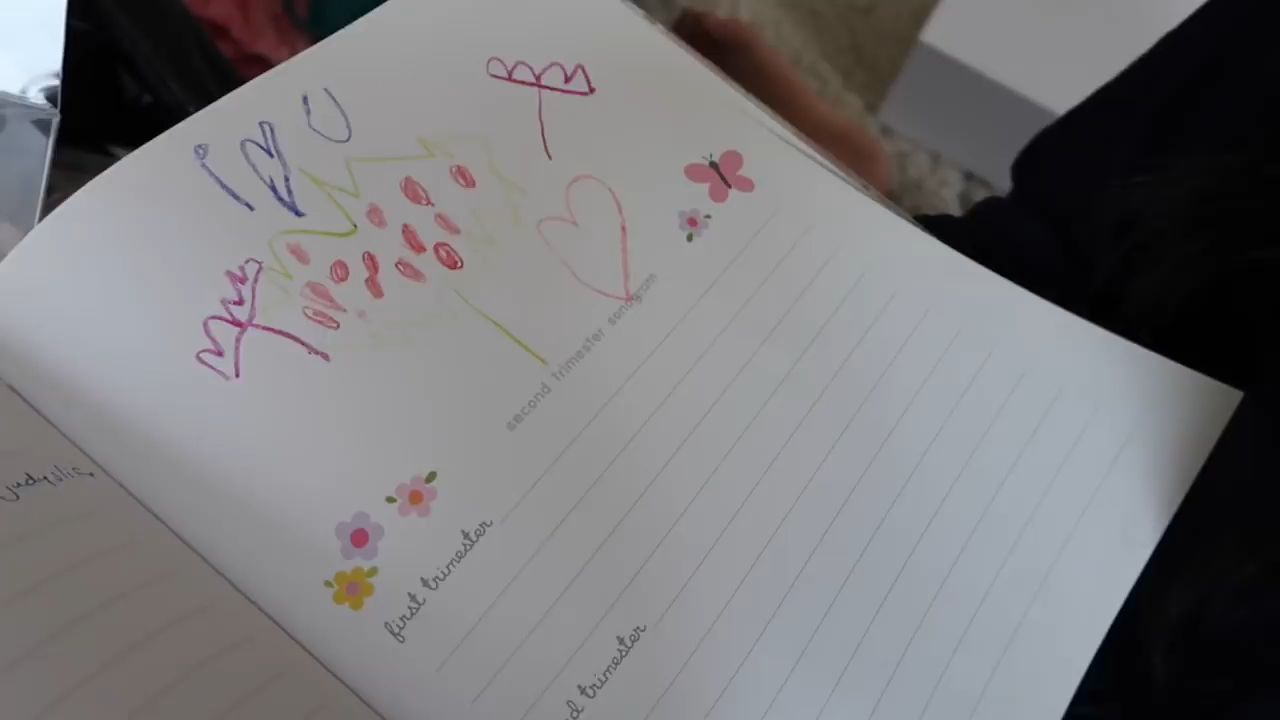 i ♡ U
second trimester sonogram
first trimester
d trimester